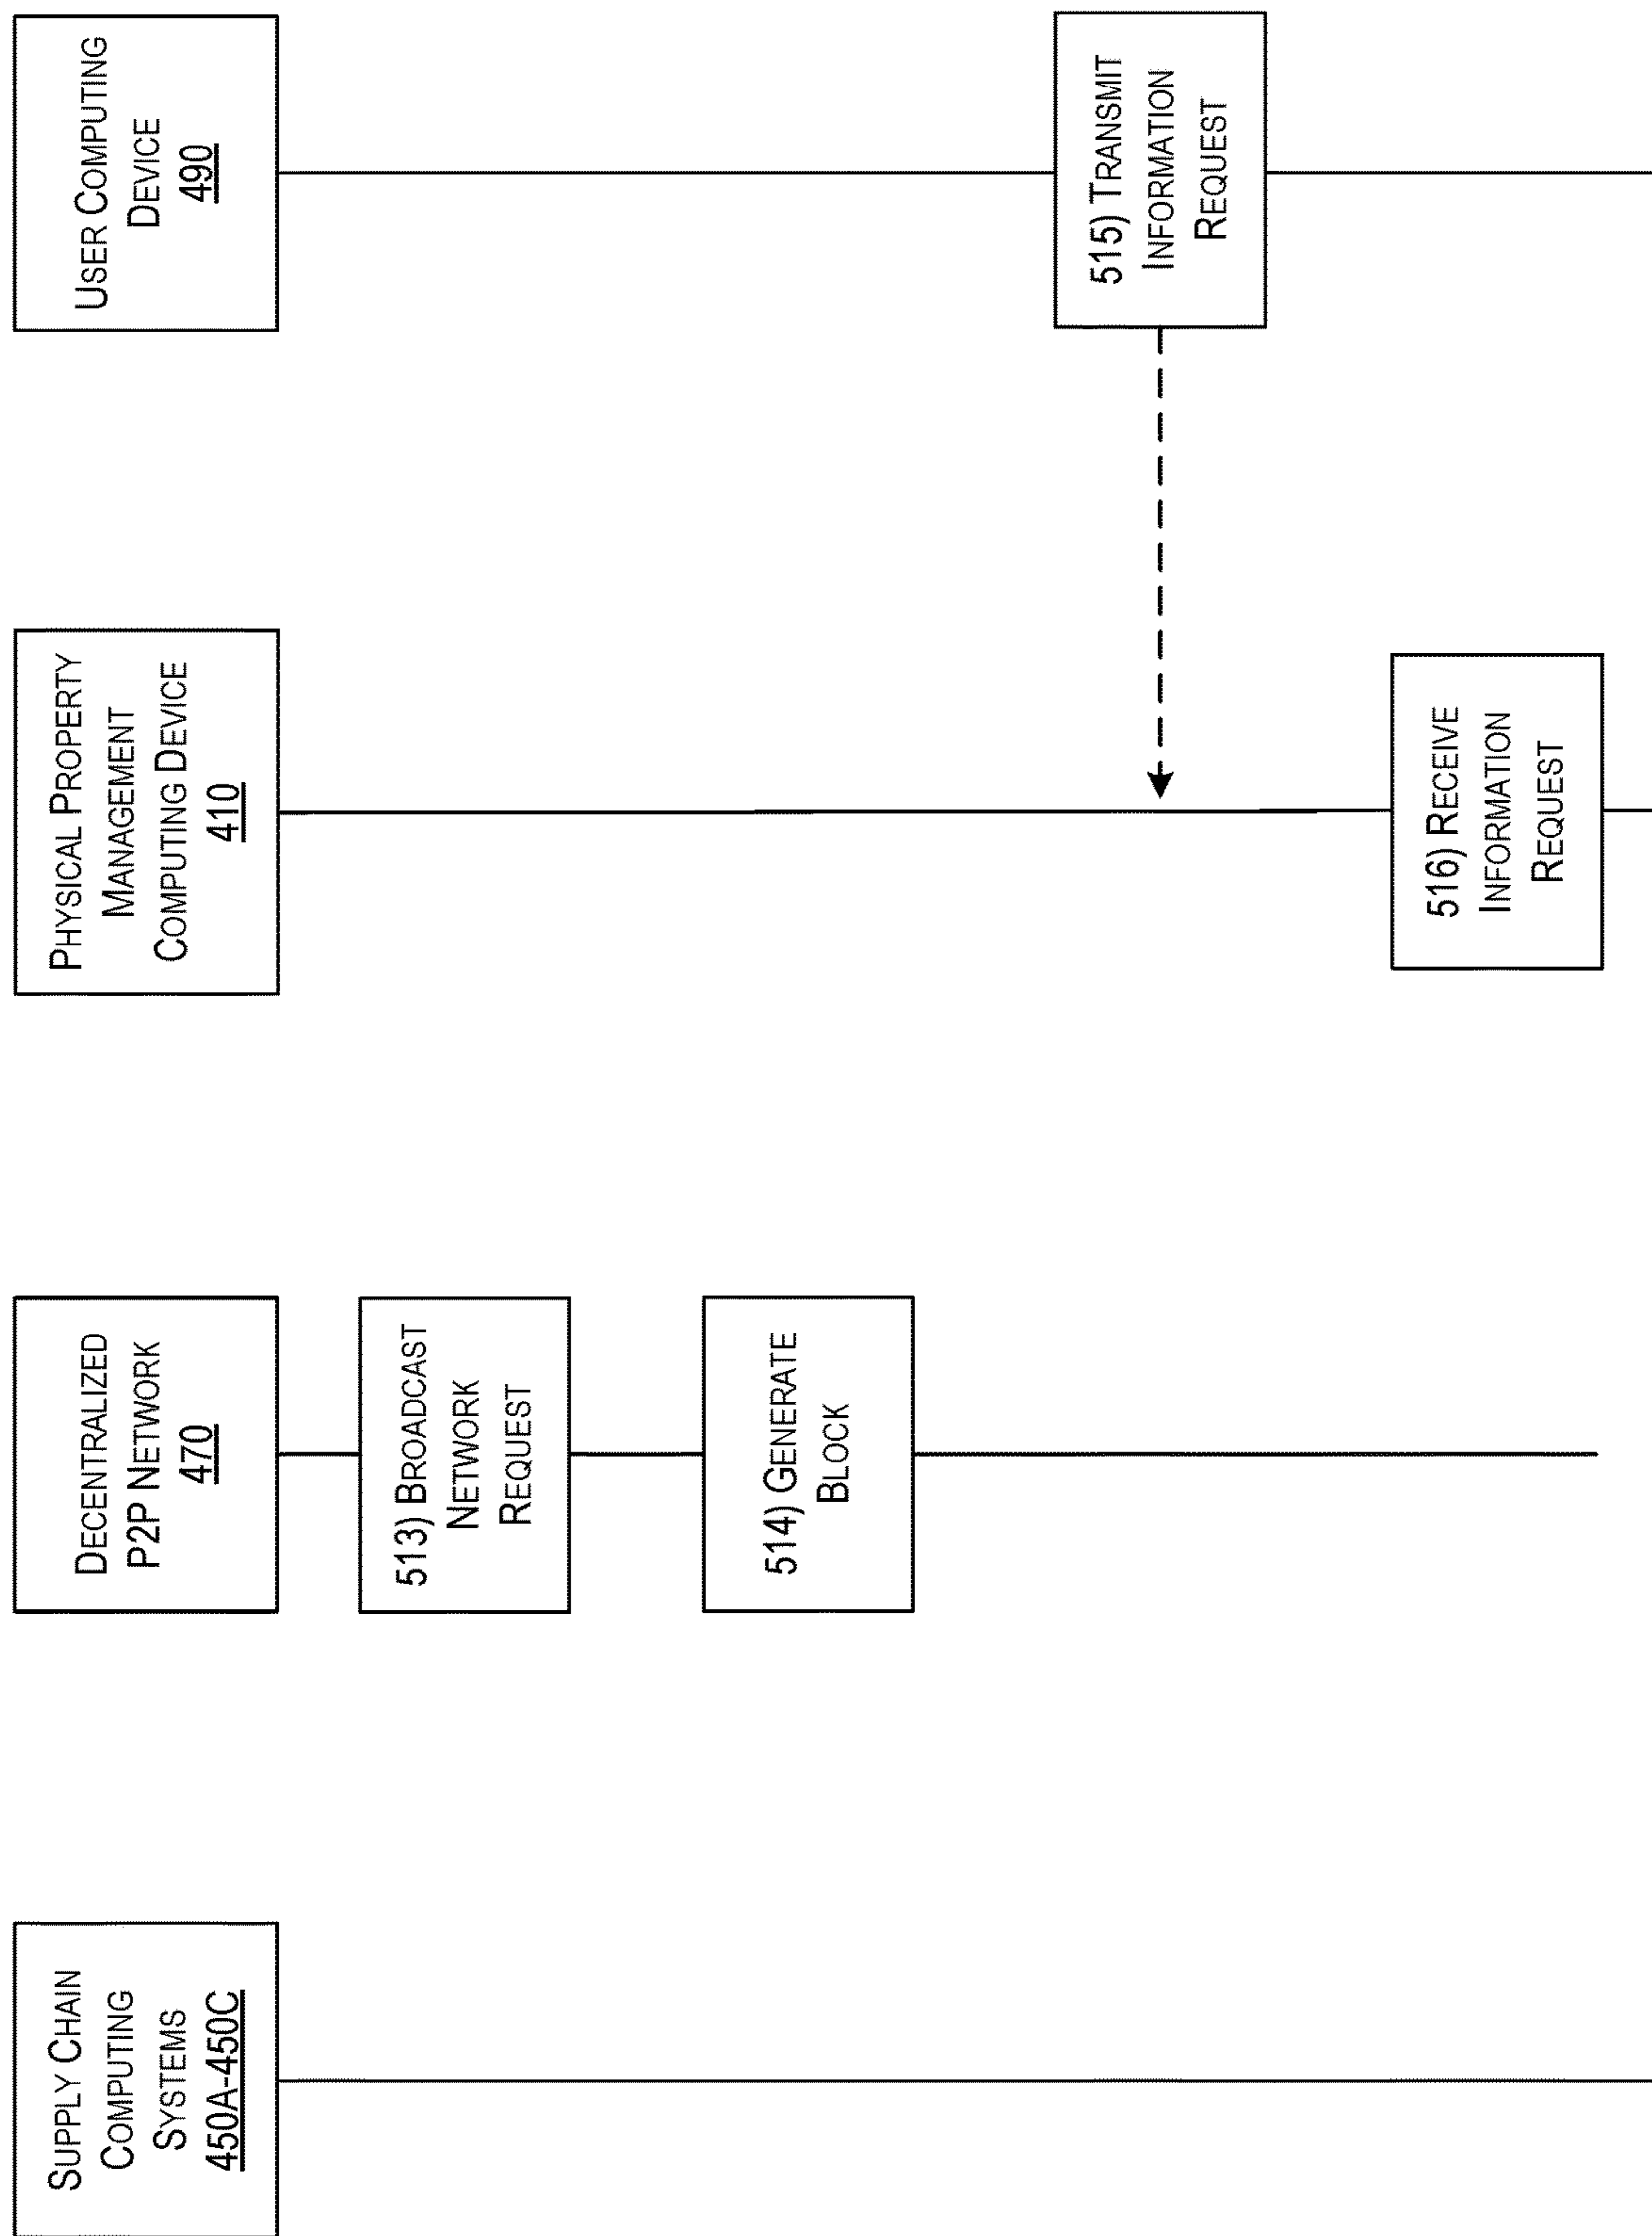 SUPPLY CHAIN
COMPUTING
SYSTEMS
450A-450C
DECENTRALIZED
P2P NETWORK
470
PHYSICAL PROPERTY
MANAGEMENT
COMPUTING DEVICE
410
USER COMPUTING
DEVICE
490
513) BROADCAST
NETWORK
REQUEST
514) GENERATE
BLOCK
515) TRANSMIT
INFORMATION
REQUEST
516) RECEIVE
INFORMATION
REQUEST